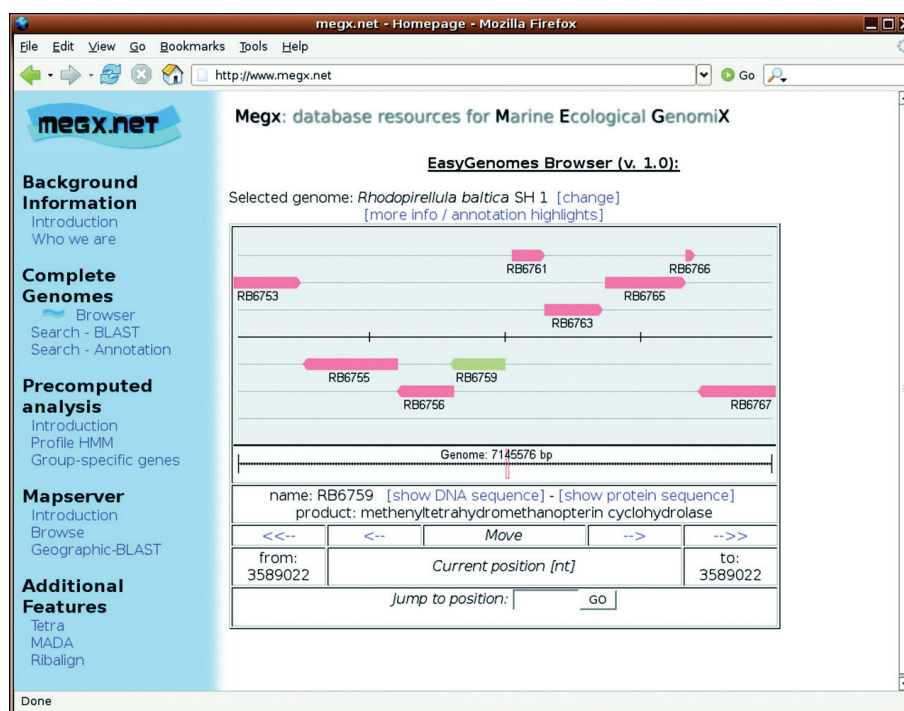 megx.net - Homepage - Mozilla Firefox
File Edit View Go Bookmarks Tools Help
http://www.megx.net
Go
megx.net
Background
Information
Introduction
Who we are
Complete
Genomes
Browser
Search - BLAST
Search - Annotation
Precomputed
analysis
Introduction
Profile HMM
Group-specific genes
Mapserver
Introduction
Browse
Geographic-BLAST
Additional
Features
Tetra
MADA
Ribalign
Megx: database resources for Marine Ecological GenomiX
EasyGenomes Browser (v. 1.0):
Selected genome: Rhodopirellula baltica SH 1 [change]
[more info / annotation highlights]
RB6761 RB6766
RB6753 RB6765
RB6763
RB6755 RB6759
RB6756 RB6767
Genome: 7145576 bp
name: RB6759 [show DNA sequence] - [show protein sequence]
product: methenyltetrahydromethanopterin cyclohydrolase
<<-- <-- Move --> -->>
from: 
3589022
Current position [nt]
to:
3589022
Jump to position: GO
Done